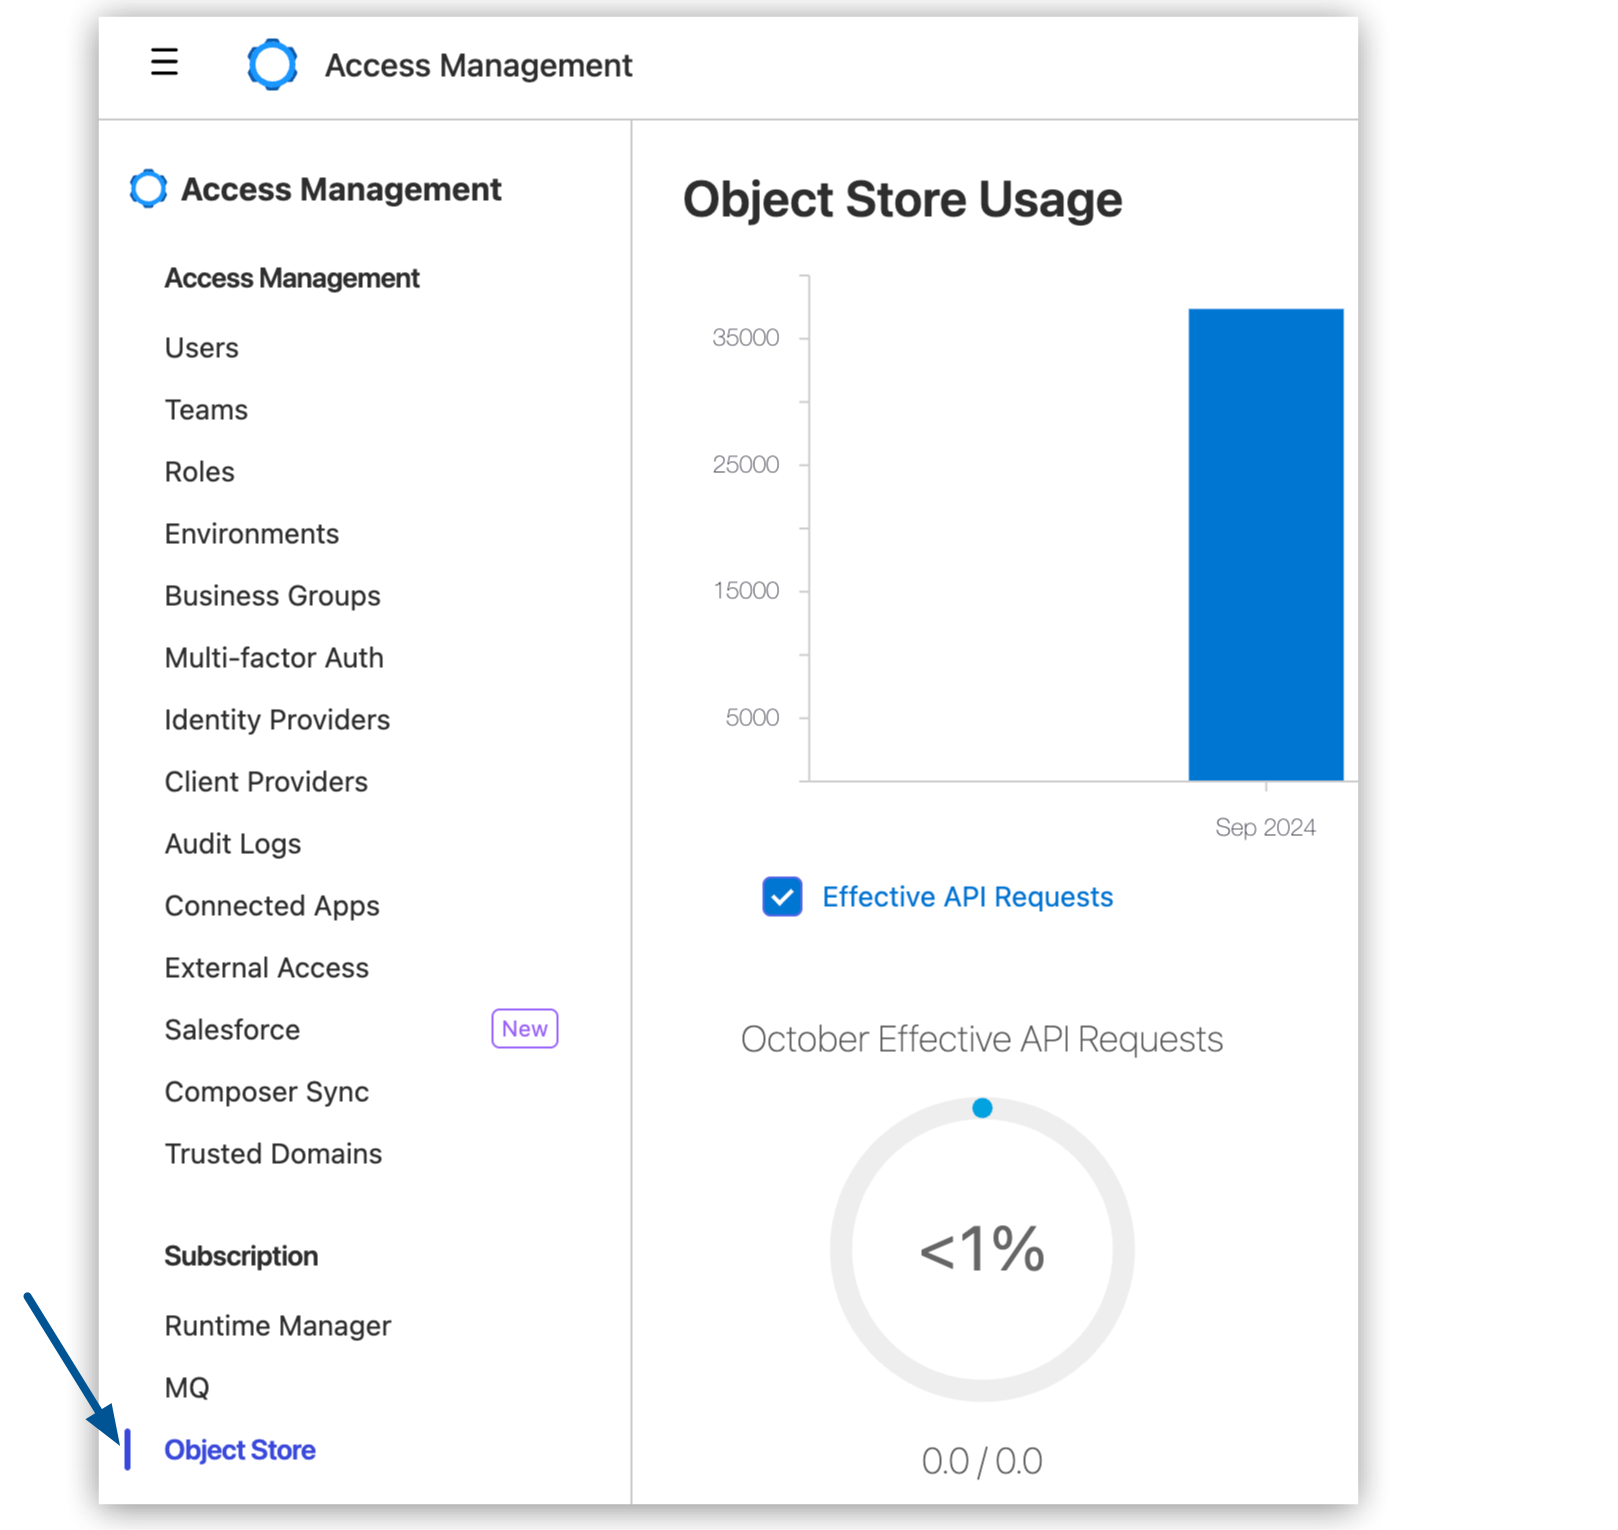 Access Management
Access Management
Access Management
Users
Teams
Roles
Environments
Business Groups
Multi-factor Auth
Identity Providers
Client Providers
Audit Logs
Connected Apps
External Access
Salesforce New
Composer Sync
Trusted Domains
Subscription
Runtime Manager
MQ
Object Store
Object Store Usage
35000
25000
15000
5000
Sep 2024
Effective API Requests
October Effective API Requests
<1%
0.0 / 0.0